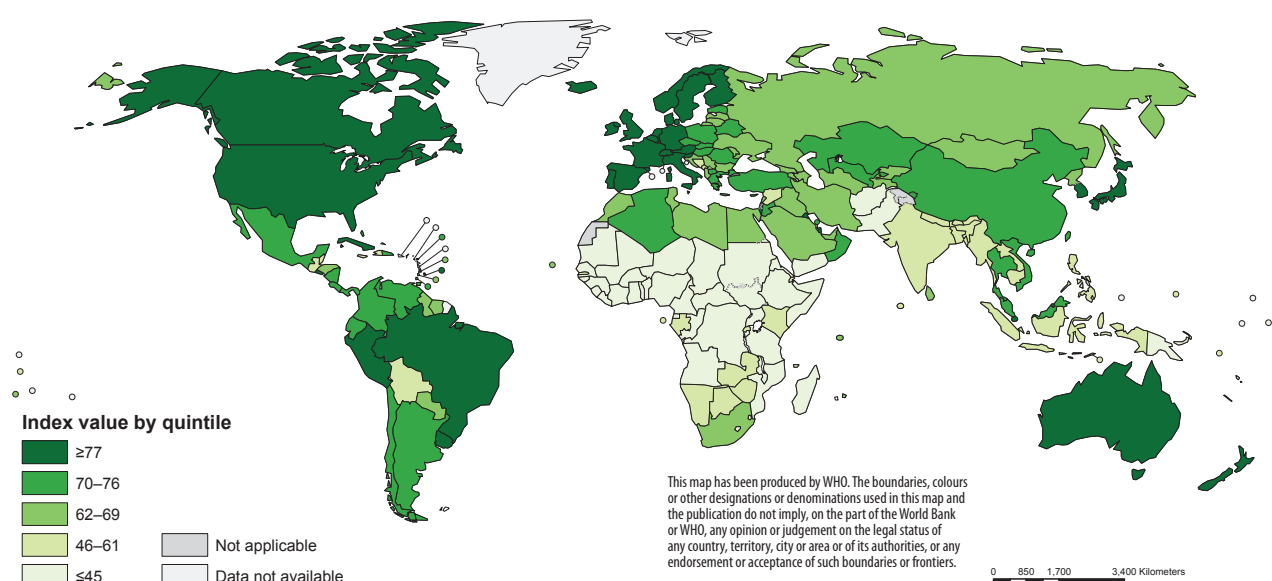 Index value by quintile
≥77
70–76
62–69
46–61
≤45
Not applicable
Data not available
This map has been produced by WHO. The boundaries, colours
or other designations or denominations used in this map and
the publication do not imply, on the part of the World Bank
or WHO, any opinion or judgement on the legal status of
any country, territory, city or area or of its authorities, or any
endorsement or acceptance of such boundaries or frontiers.
0 850 1,700 3,400 Kilometers